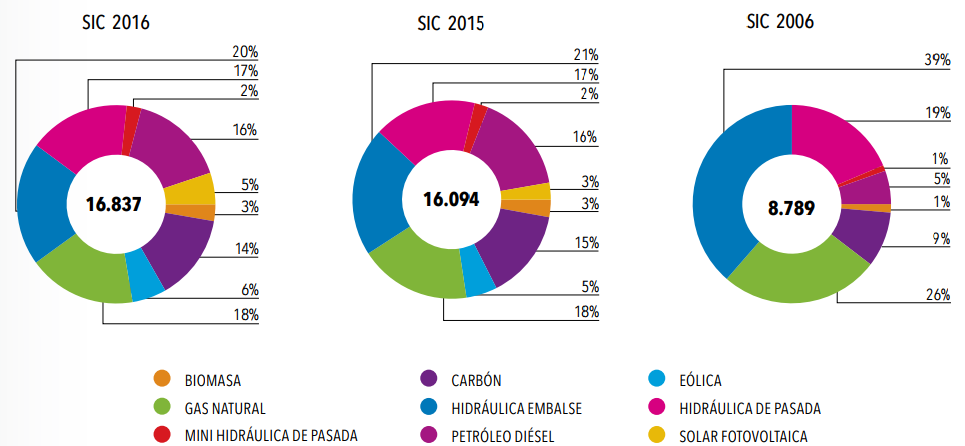 SIC 2016
20%
17%
2%
16%
5%
3%
14%
6%
18%
16.837
SIC 2015
21%
17%
2%
16%
3%
3%
15%
5%
18%
16.094
SIC 2006
39%
19%
1%
5%
1%
9%
26%
8.789
BIOMASA
CARBÓN
EÓLICA
GAS NATURAL
HIDRÁULICA EMBALSE
HIDRÁULICA DE PASADA
MINI HIDRÁULICA DE PASADA
PETRÓLEO DIÉSEL
SOLAR FOTOVOLTAICA